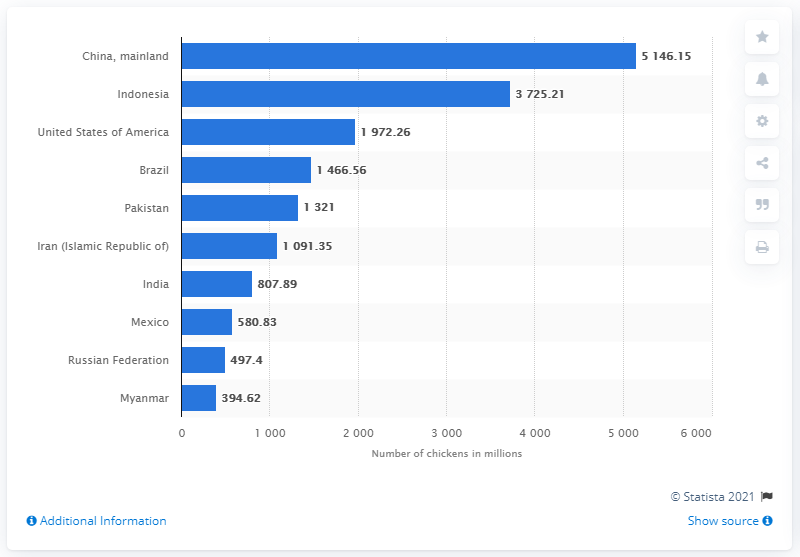 China, mainland 5 146.15
Indonesia 3 725.21
United States of America 1 972.26
Brazil 1 466.56
Pakistan 1 321
Iran (Islamic Republic of) 1 091.35
India 807.89
Mexico 580.83
Russian Federation 497.4
Myanmar 394.62
0 1 000 2 000 3 000 4 000 5 000 6 000
Number of chickens in millions
© Statista 2021
Additional Information Show source